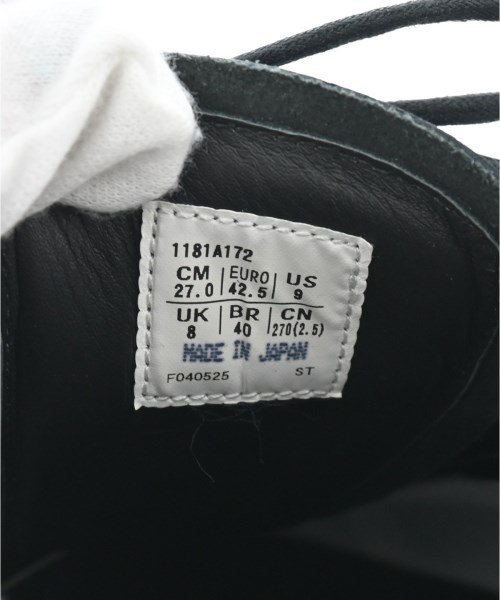 1181A172
CM | EURO | US
27.0 | 42.5 | 9
UK | BR | CN
8 | 40 | 270(2.5)
MADE IN JAPAN
F040525 ST